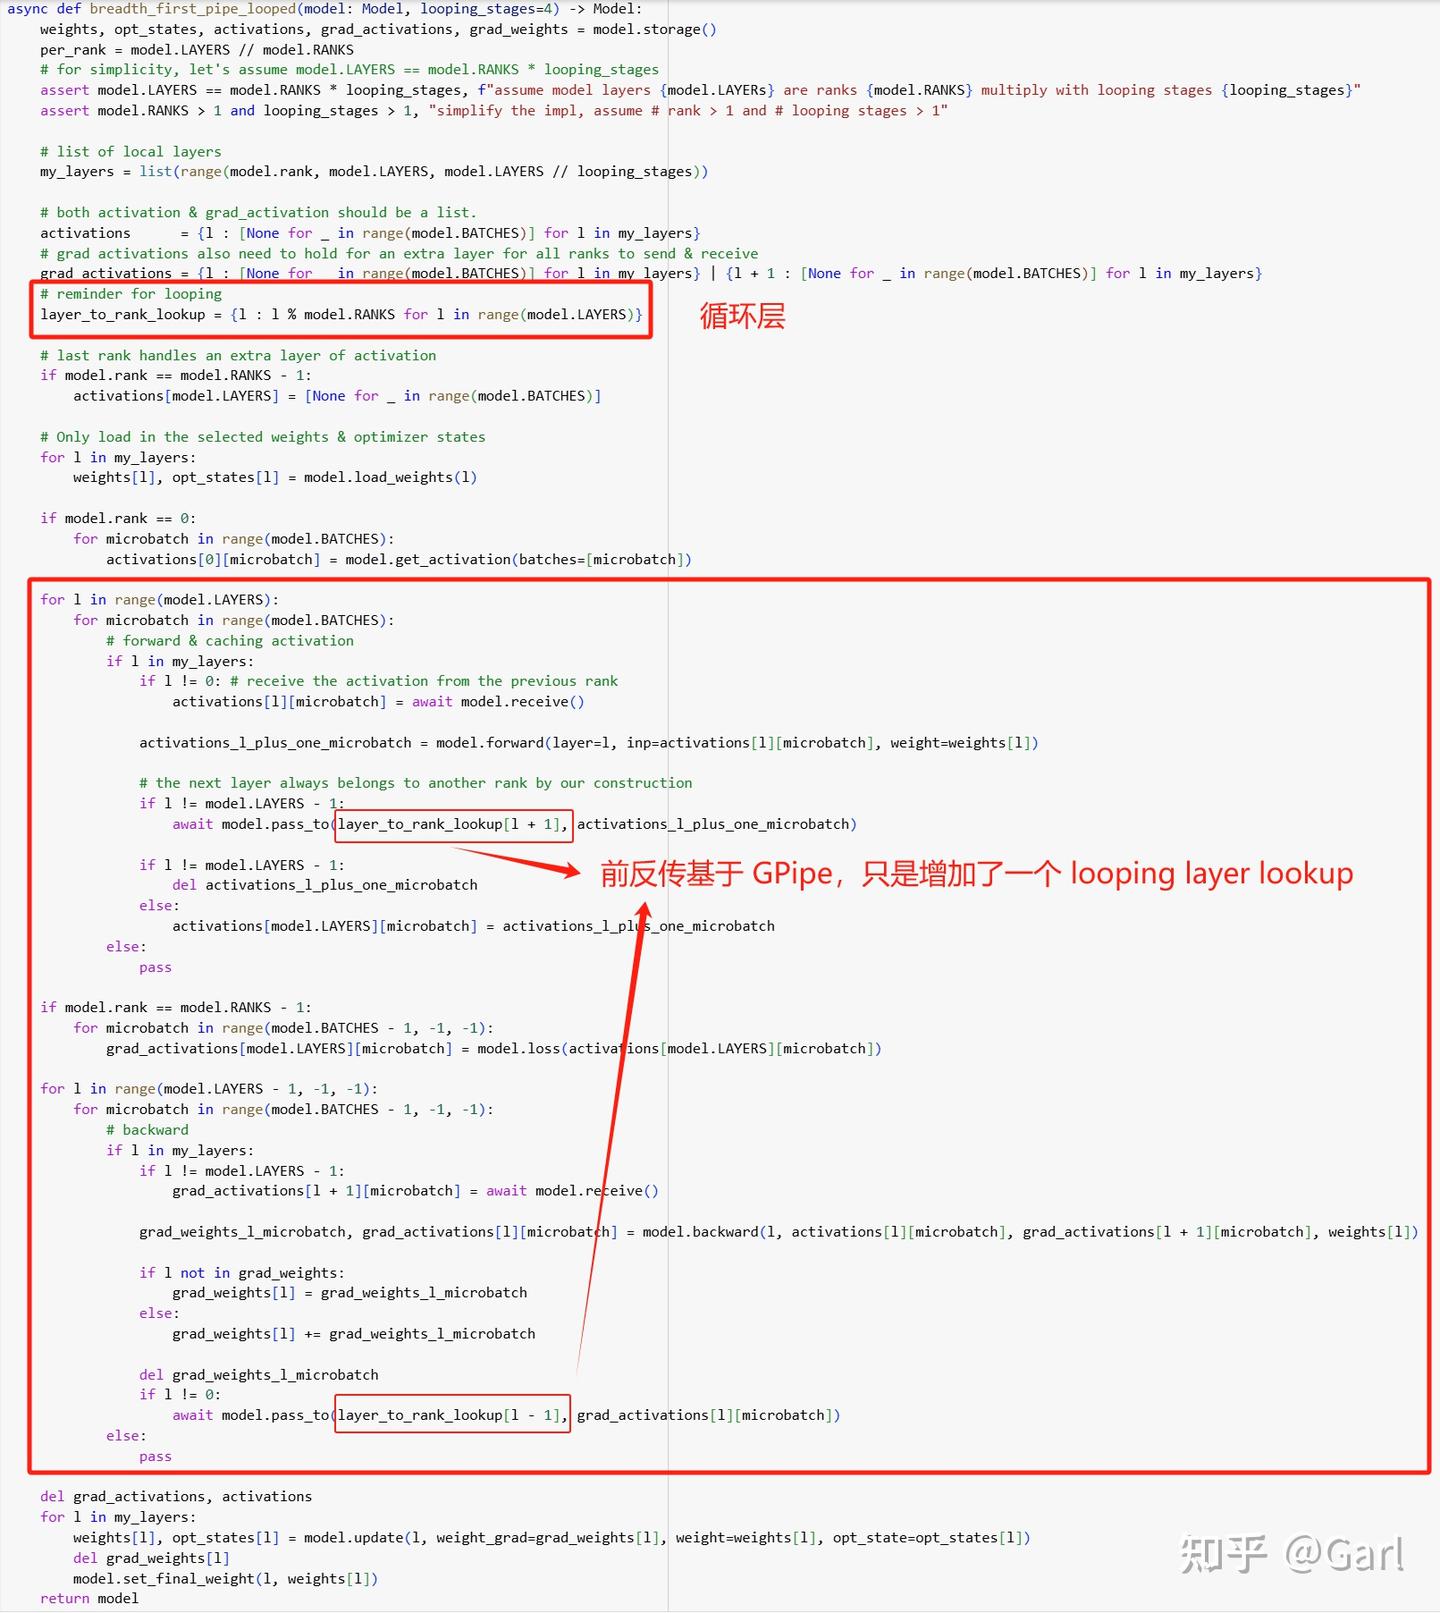 async def breadth_first_pipe_looped(model: Model, looping_stages=4) -> Model:
    weights, opt_states, activations, grad_activations, grad_weights = model.storage()
    per_rank = model.LAYERS // model.RANKS
    # for simplicity, let's assume model.LAYERS == model.RANKS * looping_stages
    assert model.LAYERS == model.RANKS * looping_stages, f"assume model layers {model.LAYERs} are ranks {model.RANKS} multiply with looping stages {looping_stages}"
    assert model.RANKS > 1 and looping_stages > 1, "simplify the impl, assume # rank > 1 and # looping stages > 1"
    # list of local layers
    my_layers = list(range(model.rank, model.LAYERS, model.LAYERS // looping_stages))
    # both activation & grad_activation should be a list.
    activations      = {l : [None for _ in range(model.BATCHES)] for l in my_layers}
    # grad activations also need to hold for an extra layer for all ranks to send & receive
    grad_activations = {l : [None for _ in range(model.BATCHES)] for l in my_layers} | {l + 1 : [None for _ in range(model.BATCHES)] for l in my_layers}
    # reminder for looping
    layer_to_rank_lookup = {l : l % model.RANKS for l in range(model.LAYERS)}
循环层
    # last rank handles an extra layer of activation
    if model.rank == model.RANKS - 1:
        activations[model.LAYERS] = [None for _ in range(model.BATCHES)]
    # Only load in the selected weights & optimizer states
    for l in my_layers:
        weights[l], opt_states[l] = model.load_weights(l)
    if model.rank == 0:
        for microbatch in range(model.BATCHES):
            activations[0][microbatch] = model.get_activation(batches=[microbatch])
    for l in range(model.LAYERS):
        for microbatch in range(model.BATCHES):
            # forward & caching activation
            if l in my_layers:
                if l != 0: # receive the activation from the previous rank
                    activations[l][microbatch] = await model.receive()
                activations_l_plus_one_microbatch = model.forward(layer=l, inp=activations[l][microbatch], weight=weights[l])
                # the next layer always belongs to another rank by our construction
                if l != model.LAYERS - 1:
                    await model.pass_to(layer_to_rank_lookup[l + 1], activations_l_plus_one_microbatch)
                if l != model.LAYERS - 1:
                    del activations_l_plus_one_microbatch
前反传基于 GPipe，只是增加了一个 looping layer lookup
                else:
                    activations[model.LAYERS][microbatch] = activations_l_plus_one_microbatch
            else:
                pass
    if model.rank == model.RANKS - 1:
        for microbatch in range(model.BATCHES - 1, -1, -1):
            grad_activations[model.LAYERS][microbatch] = model.loss(activations[model.LAYERS][microbatch])
    for l in range(model.LAYERS - 1, -1, -1):
        for microbatch in range(model.BATCHES - 1, -1, -1):
            # backward
            if l in my_layers:
                if l != model.LAYERS - 1:
                    grad_activations[l + 1][microbatch] = await model.receive()
                grad_weights_l_microbatch, grad_activations[l][microbatch] = model.backward(l, activations[l][microbatch], grad_activations[l + 1][microbatch], weights[l])
                if l not in grad_weights:
                    grad_weights[l] = grad_weights_l_microbatch
                else:
                    grad_weights[l] += grad_weights_l_microbatch
                del grad_weights_l_microbatch
                if l != 0:
                    await model.pass_to(layer_to_rank_lookup[l - 1], grad_activations[l][microbatch])
            else:
                pass
    del grad_activations, activations
    for l in my_layers:
        weights[l], opt_states[l] = model.update(l, weight_grad=grad_weights[l], weight=weights[l], opt_state=opt_states[l])
        del grad_weights[l]
        model.set_final_weight(l, weights[l])
    return model
知乎 @Garl